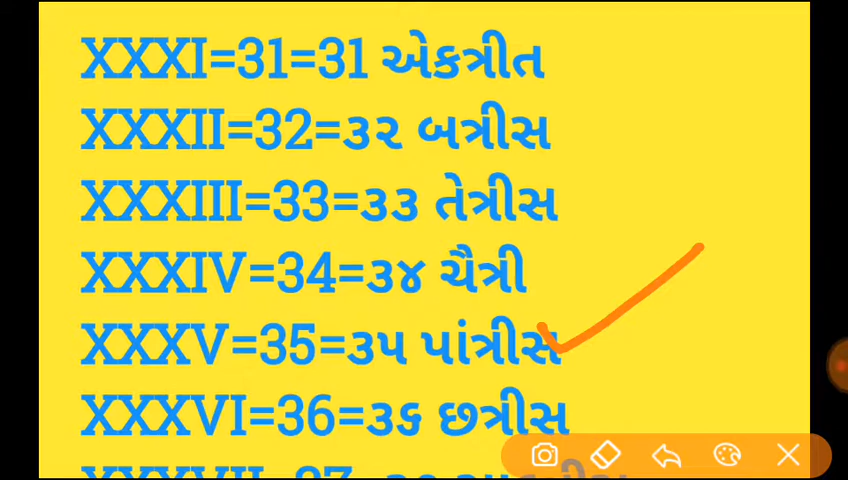 XXXI=31=31 એકત્રીત
XXXII=32=૩૨ બત્રીસ
XXXIII=33=૩૩ તેત્રીસ
XXXIV=34=૩૪ ચૈત્રી
XXXV=35=૩૫ પાંત્રીસ
XXXVI=36=૩૬ છત્રીસ